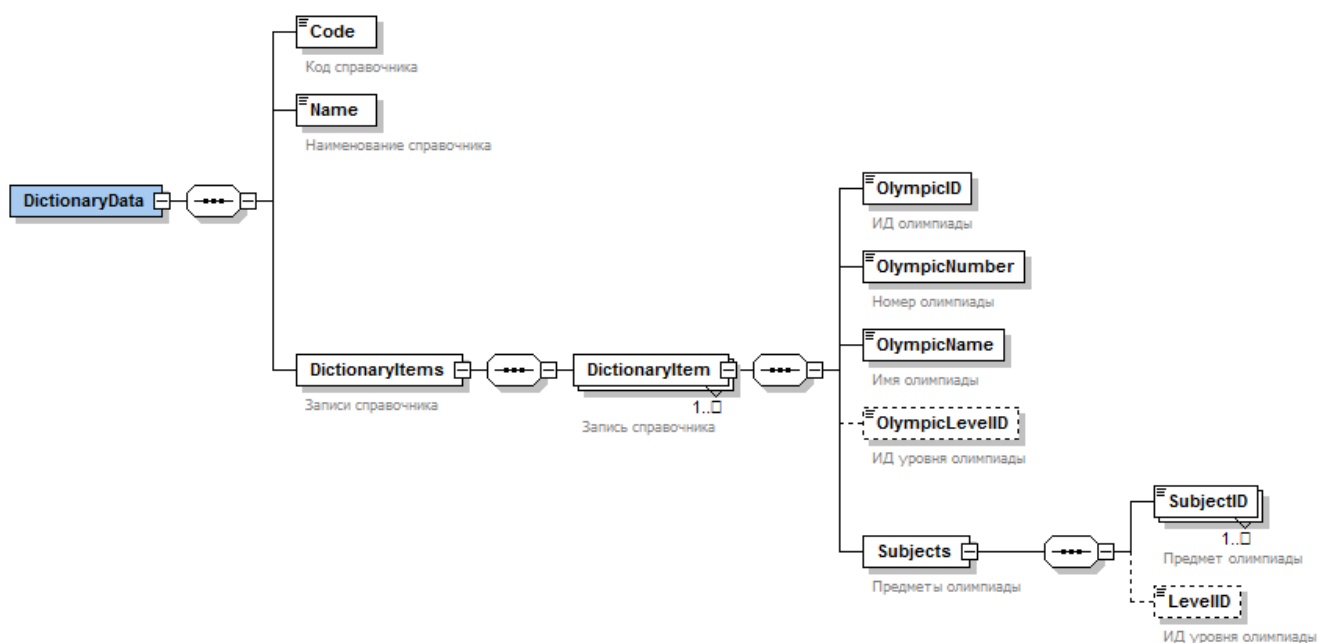 Code
Код справочника
Name
Наименование справочника
DictionaryData
OlympicID
ИД олимпиады
OlympicNumber
Номер олимпиады
OlympicName
Имя олимпиады
DictionaryItems
Записи справочника
DictionaryItem
1..□
Запись справочника
OlympicLevelID
ИД уровня олимпиады
Subjects
Предметы олимпиады
SubjectID
1..□
Предмет олимпиады
LevelID
ИД уровня олимпиады